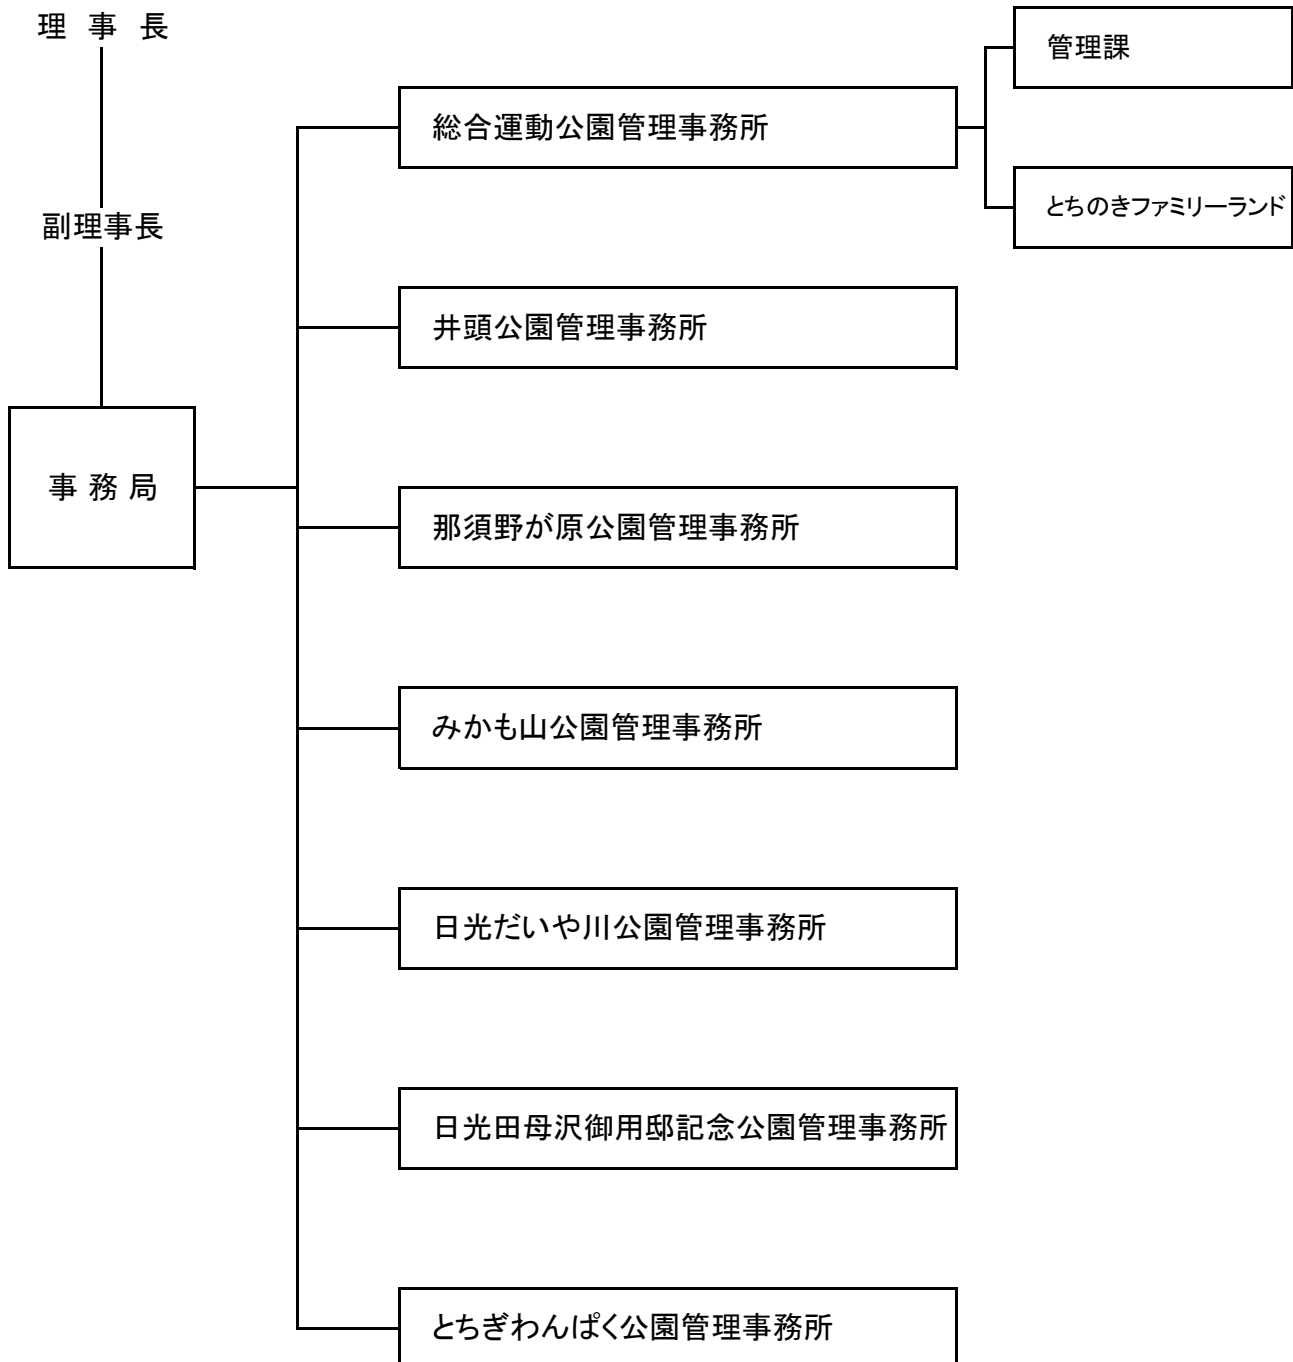 理 事 長
副理事長
事 務 局
総合運動公園管理事務所
管理課
とちのきファミリーランド
井頭公園管理事務所
那須野が原公園管理事務所
みかも山公園管理事務所
日光だいや川公園管理事務所
日光田母沢御用邸記念公園管理事務所
とちぎわんぱく公園管理事務所